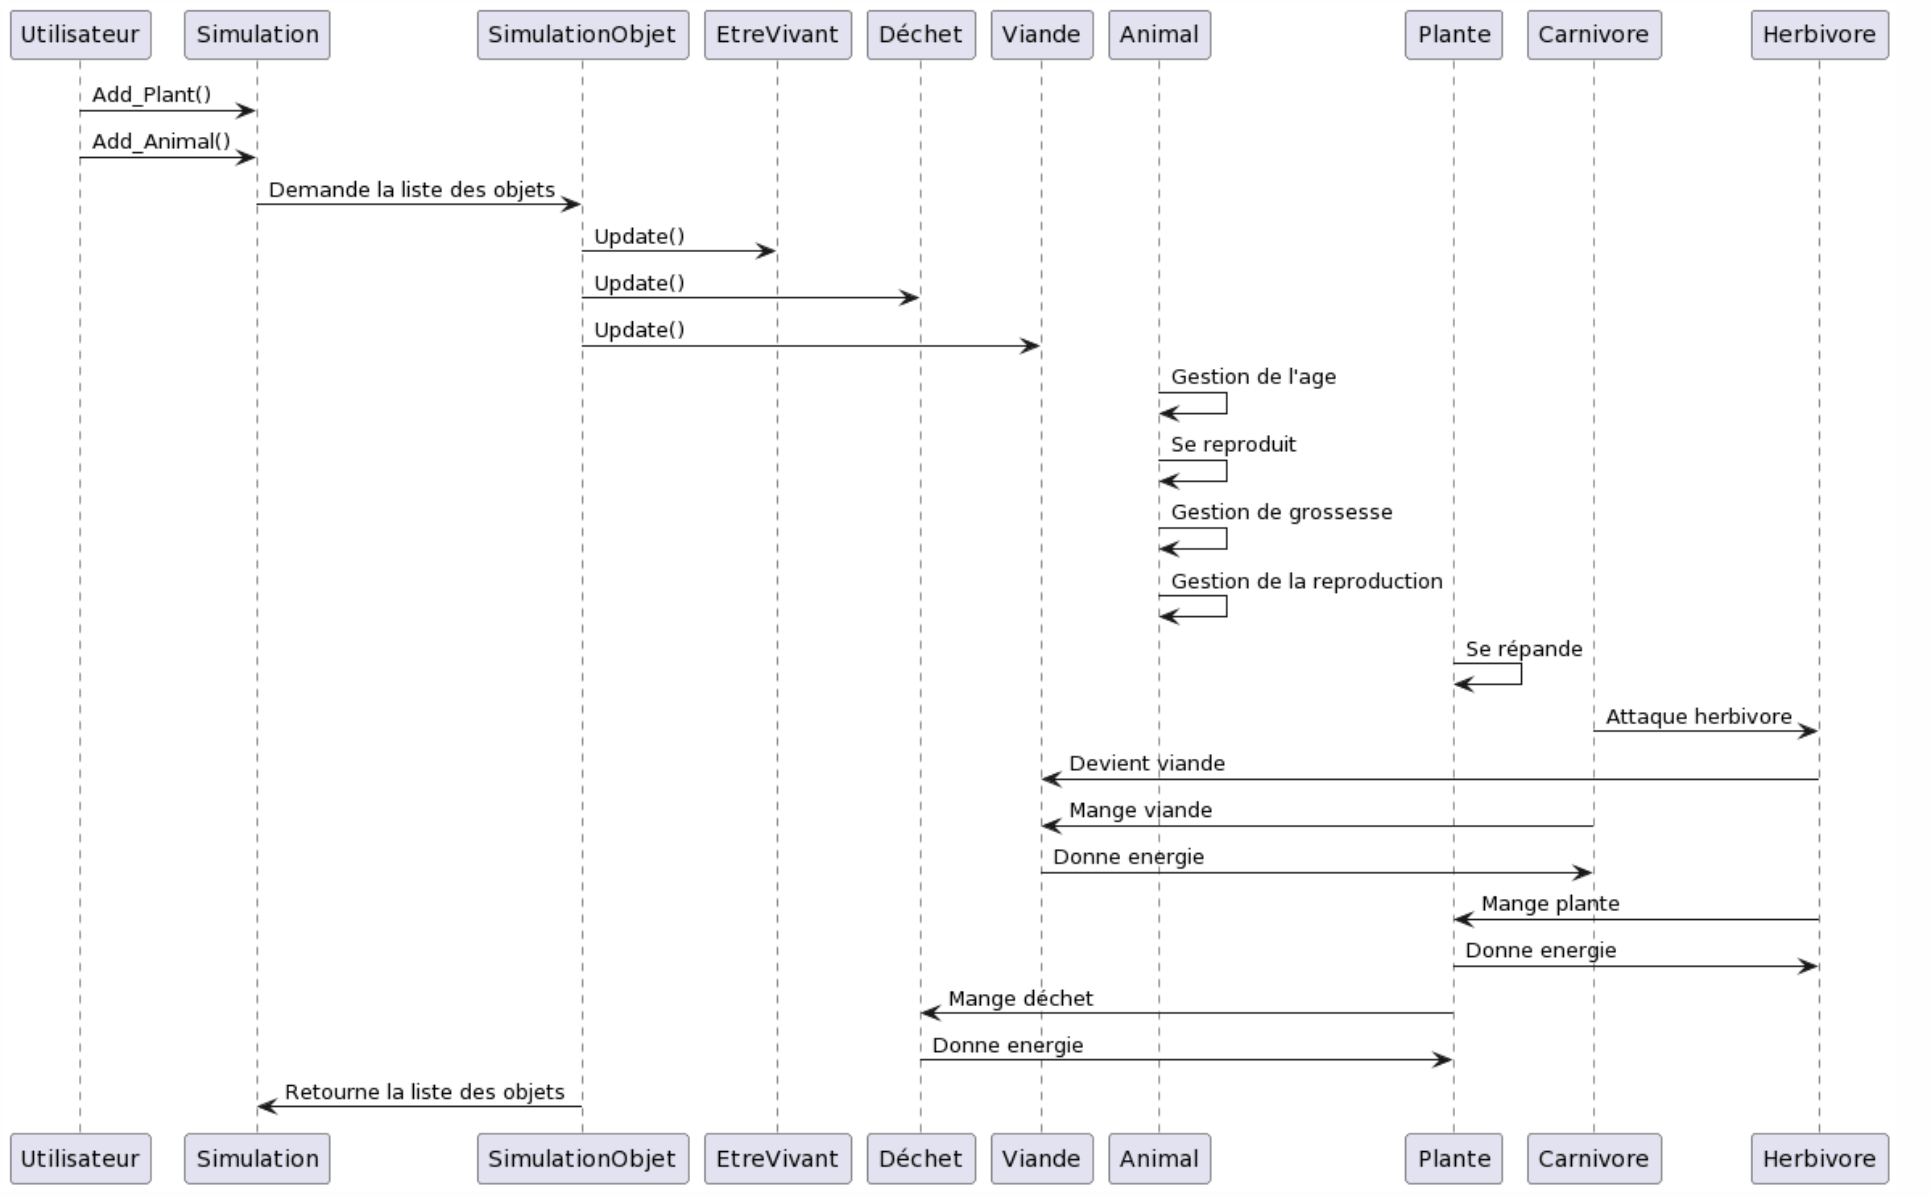 Utilisateur Simulation SimulationObjet EtreVivant Déchet Viande Animal Plante Carnivore Herbivore
Add_Plant()
Add_Animal()
Demande la liste des objets
Update()
Update()
Update()
Gestion de l'age
Se reproduit
Gestion de grossesse
Gestion de la reproduction
Se répande
Attaque herbivore
Devient viande
Mange viande
Donne energie
Mange plante
Donne energie
Mange déchet
Donne energie
Retourne la liste des objets
Utilisateur Simulation SimulationObjet EtreVivant Déchet Viande Animal Plante Carnivore Herbivore